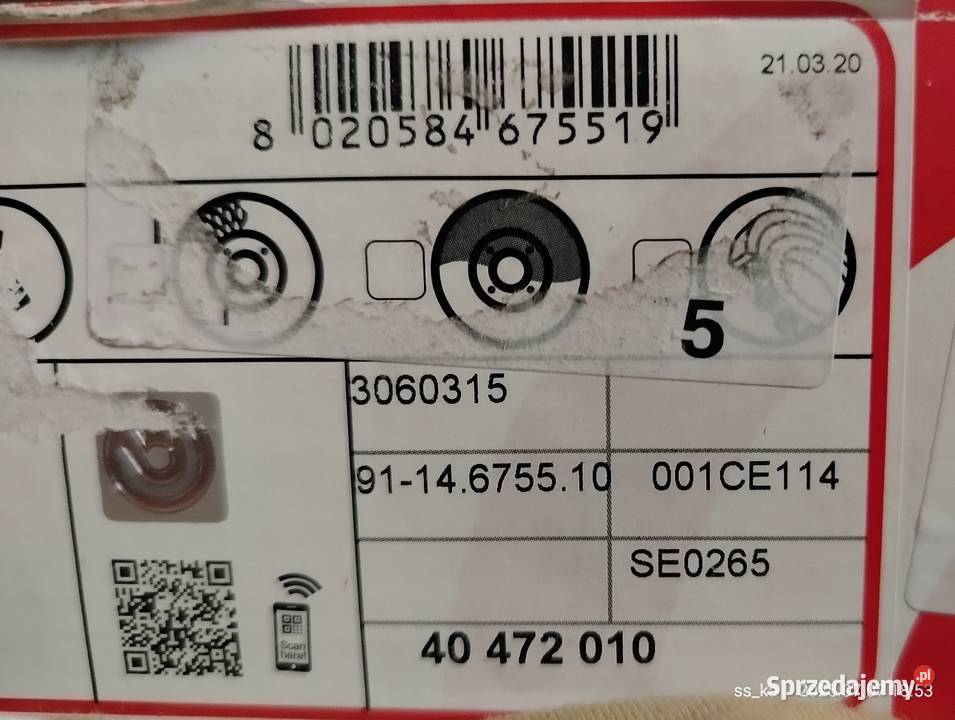 21.03.20
8 020584 675519
5
3060315
91-14.6755.10 001CE114
SE0265
Scan
here!
40 472 010
Sprzedajemy.pl